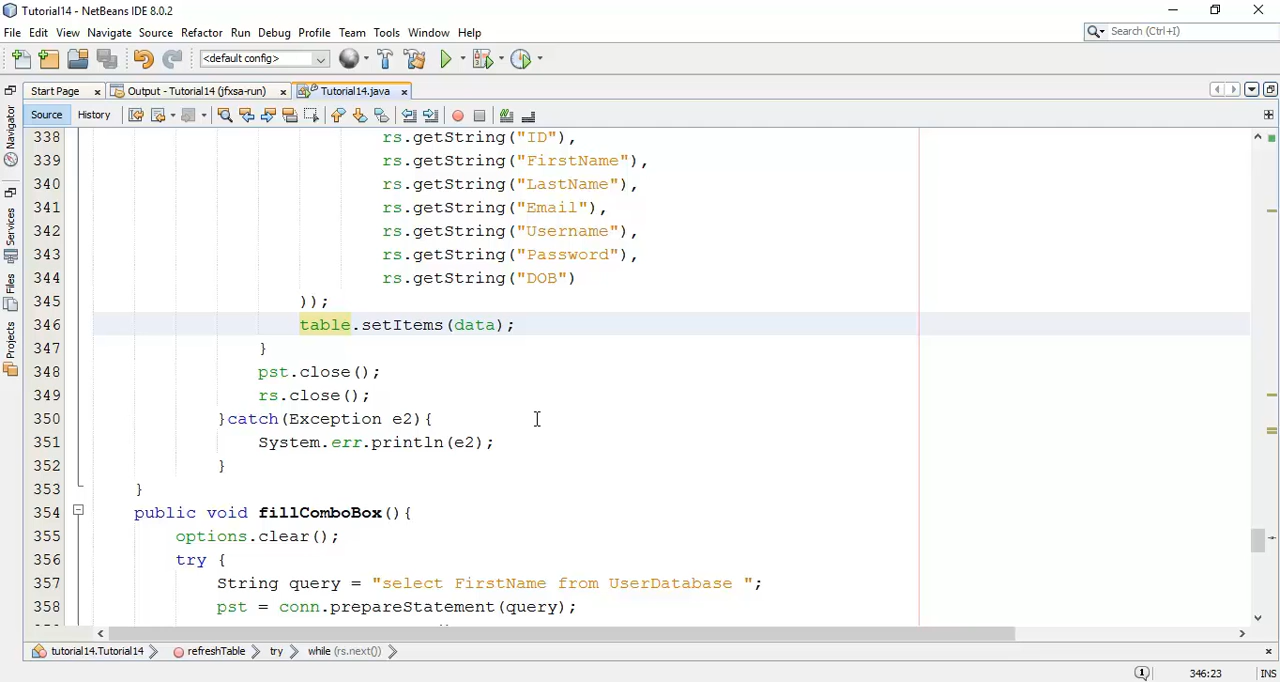 Tutorial14 - NetBeans IDE 8.0.2
File Edit View Navigate Source Refactor Run Debug Profile Team Tools Window Help
Search (Ctrl+I)
<default config>
Start Page Output - Tutorial14 (jfxsa-run) Tutorial14.java
Source History
Navigator
Services
Files
Projects
338 rs.getString("ID"),
339 rs.getString("FirstName"),
340 rs.getString("LastName"),
341 rs.getString("Email"),
342 rs.getString("Username"),
343 rs.getString("Password"),
344 rs.getString("DOB")
345 ));
346 table.setItems(data);
347 }
348 pst.close();
349 rs.close();
350 }catch(Exception e2){
351 System.err.println(e2);
352 }
353 }
354 public void fillComboBox(){
355 options.clear();
356 try {
357 String query = "select FirstName from UserDatabase ";
358 pst = conn.prepareStatement(query);
tutorial14.Tutorial14 refreshTable try while (rs.next())
1 346:23 INS